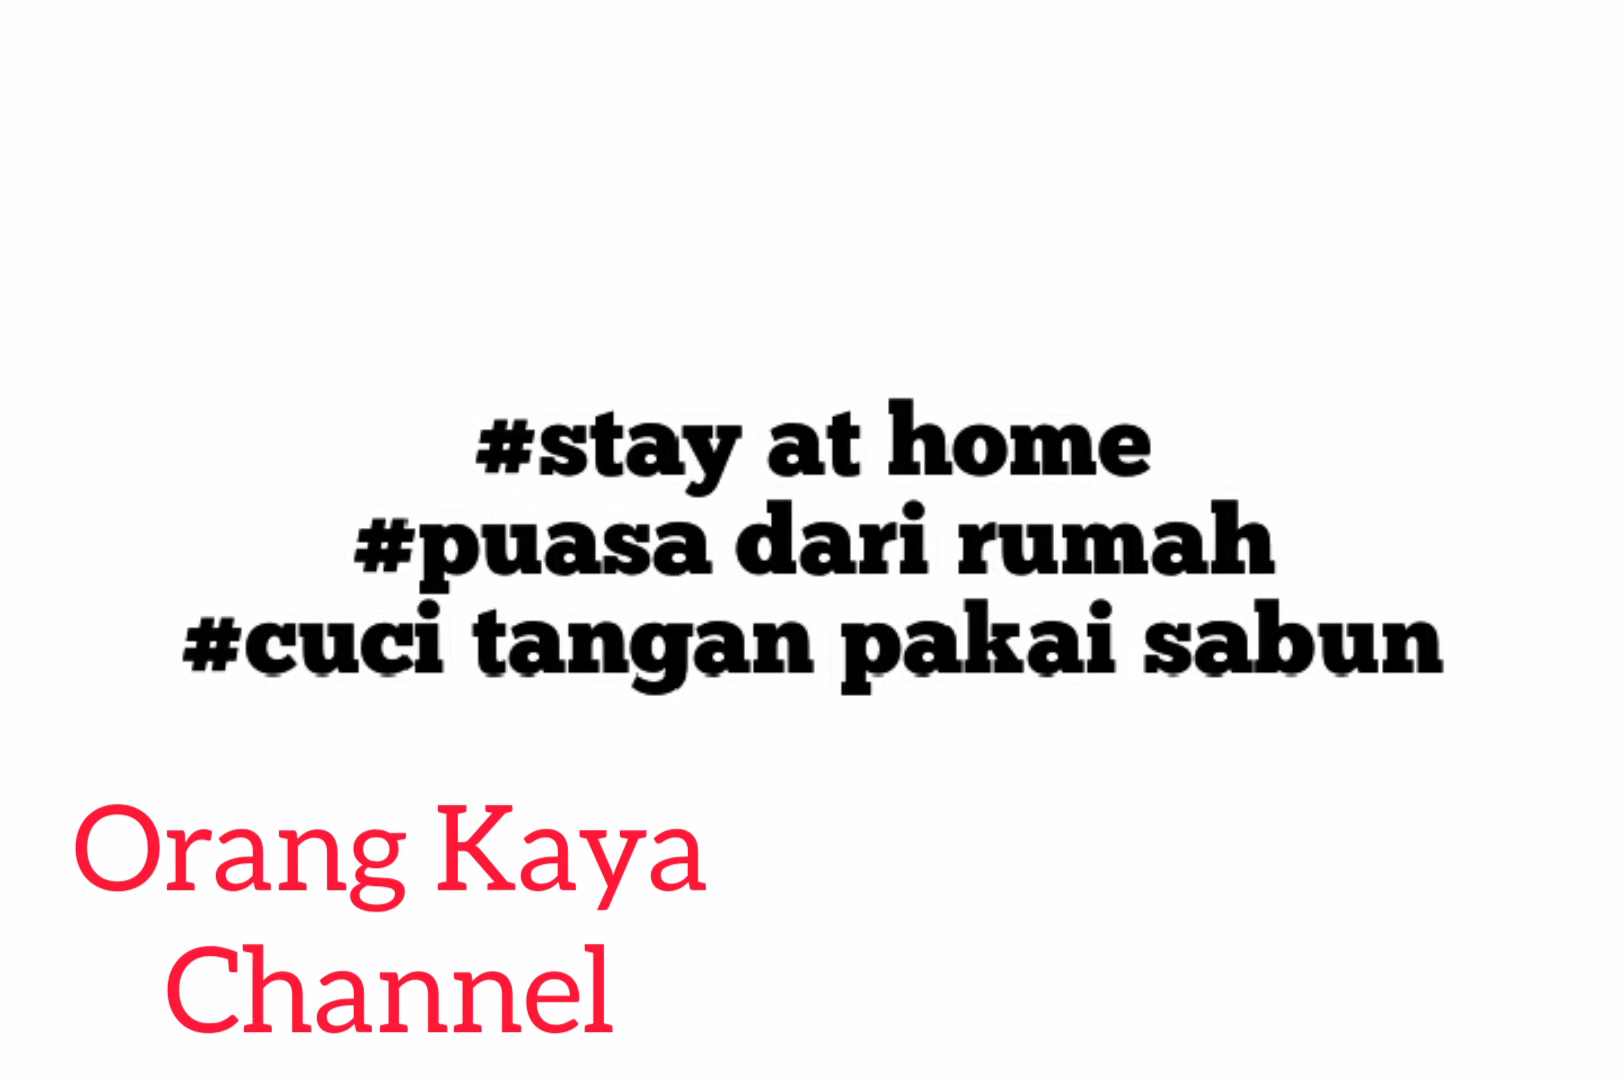 #stay at home
#puasa dari rumah
#cuci tangan pakai sabun
Orang Kaya
Channel